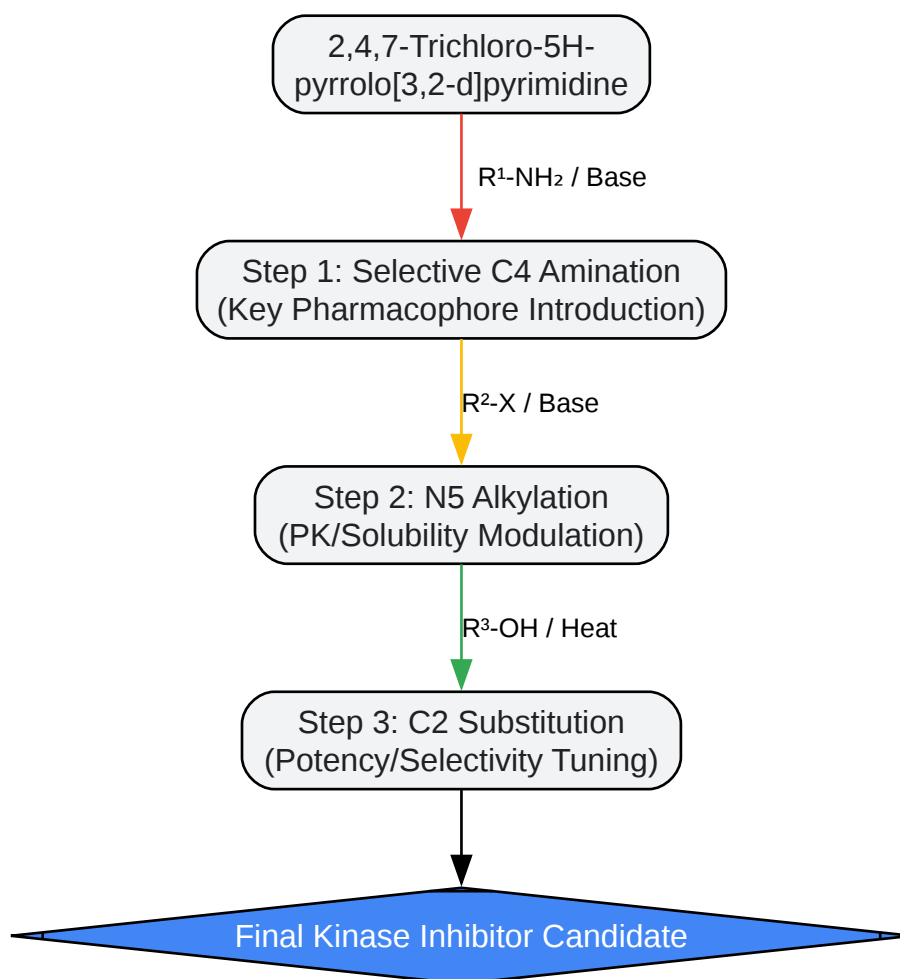 2,4,7-Trichloro-5H-
pyrrolo[3,2-d]pyrimidine
R¹-NH₂ / Base
Step 1: Selective C4 Amination
(Key Pharmacophore Introduction)
R²-X / Base
Step 2: N5 Alkylation
(PK/Solubility Modulation)
R³-OH / Heat
Step 3: C2 Substitution
(Potency/Selectivity Tuning)
Final Kinase Inhibitor Candidate